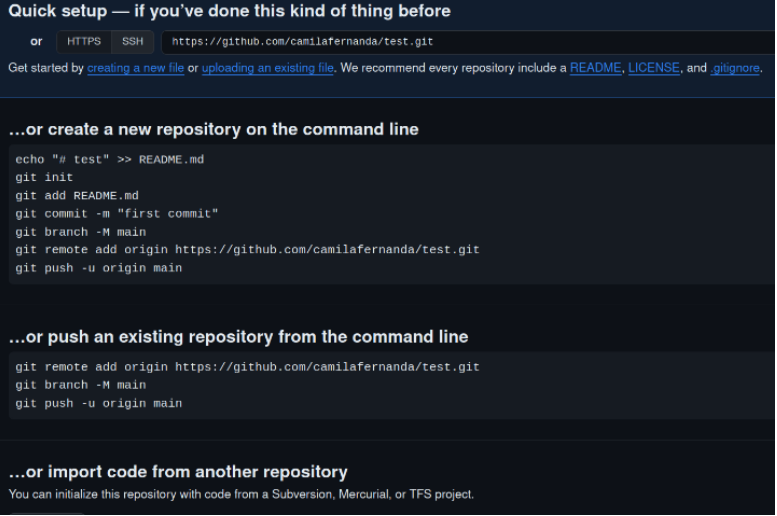 Quick setup — if you’ve done this kind of thing before
or HTTPS SSH https://github.com/camilafernanda/test.git
Get started by creating a new file or uploading an existing file. We recommend every repository include a README, LICENSE, and .gitignore.
…or create a new repository on the command line
echo "# test" >> README.md
git init
git add README.md
git commit -m "first commit"
git branch -M main
git remote add origin https://github.com/camilafernanda/test.git
git push -u origin main
…or push an existing repository from the command line
git remote add origin https://github.com/camilafernanda/test.git
git branch -M main
git push -u origin main
…or import code from another repository
You can initialize this repository with code from a Subversion, Mercurial, or TFS project.